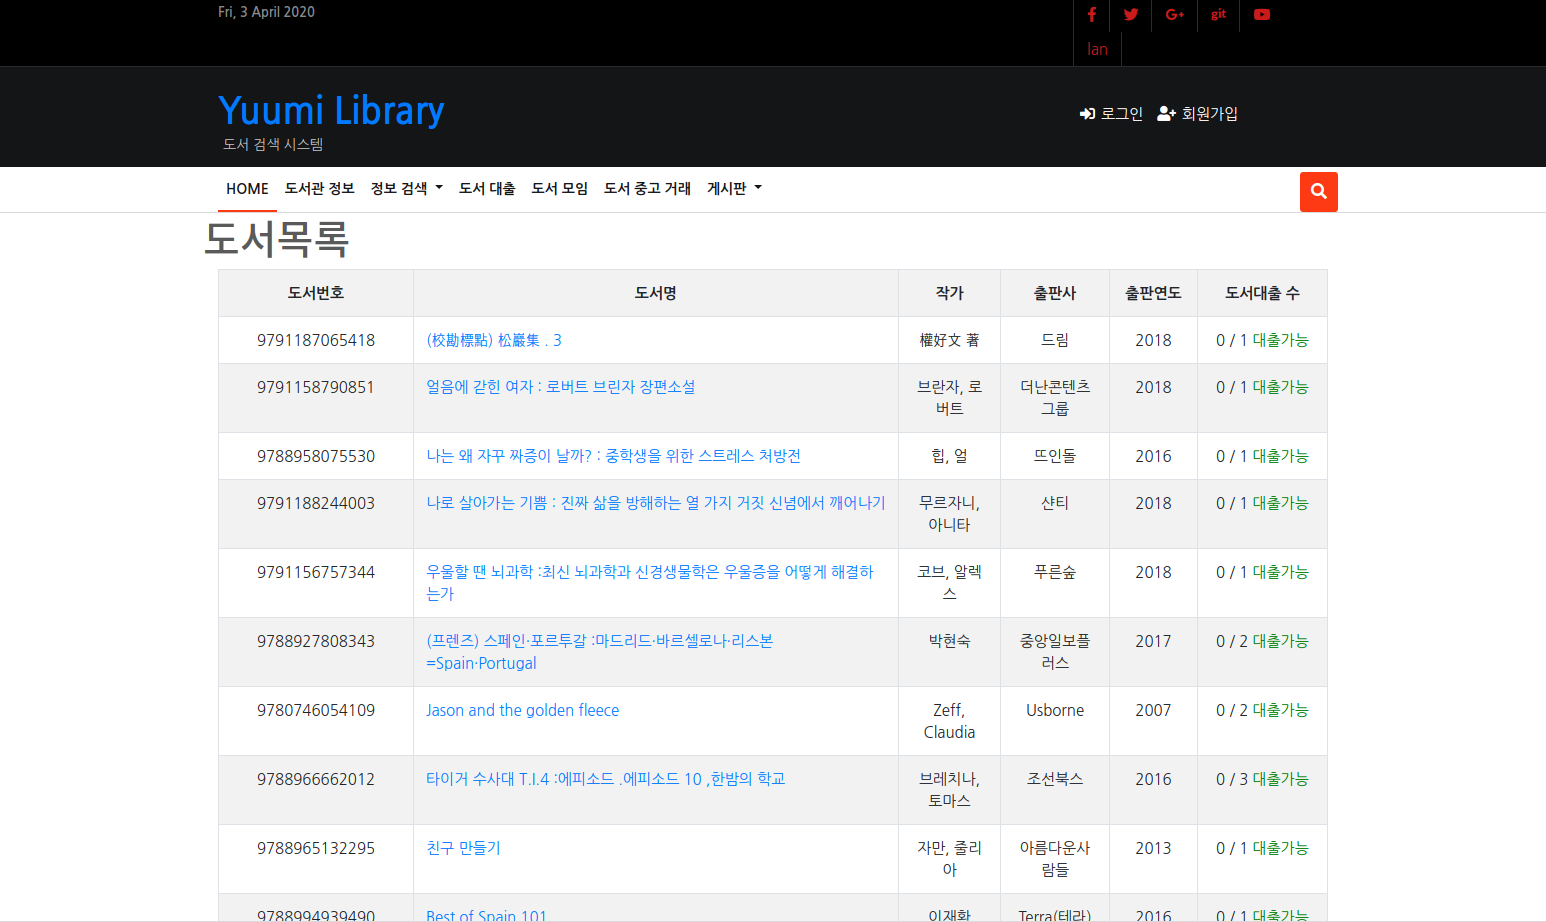 Fri, 3 April 2020
git
lan
Yuumi Library
로그인 회원가입
도서 검색 시스템
HOME 도서관 정보 정보 검색 도서 대출 도서 모임 도서 중고 거래 게시판
도서목록
도서번호 도서명 작가 출판사 출판연도 도서대출 수
9791187065418 (校勘標點) 松巖集 . 3 權好文 著 드림 2018 0 / 1 대출가능
9791158790851 얼음에 갇힌 여자 : 로버트 브린자 장편소설 브란자, 로 더난콘텐츠 2018 0 / 1 대출가능
버트 그룹
9788958075530 나는 왜 자꾸 짜증이 날까? : 중학생을 위한 스트레스 처방전 힙, 얼 뜨인돌 2016 0 / 1 대출가능
9791188244003 나로 살아가는 기쁨 : 진짜 삶을 방해하는 열 가지 거짓 신념에서 깨어나기 무르자니, 샨티 2018 0 / 1 대출가능
아니타
9791156757344 우울할 땐 뇌과학 :최신 뇌과학과 신경생물학은 우울증을 어떻게 해결하 코브, 알렉 푸른숲 2018 0 / 1 대출가능
는가 스
9788927808343 (프렌즈) 스페인·포르투갈 :마드리드·바르셀로나·리스본 박현숙 중앙일보플 2017 0 / 2 대출가능
=Spain·Portugal 러스
9780746054109 Jason and the golden fleece Zeff, Usborne 2007 0 / 2 대출가능
Claudia
9788966662012 타이거 수사대 T.I.4 :에피소드 .에피소드 10 ,한밤의 학교 브레치나, 조선북스 2016 0 / 3 대출가능
토마스
9788965132295 친구 만들기 자만, 줄리 아름다운사 2013 0 / 1 대출가능
아 람들
9788994939490 Best of Spain 101 이재환 Terra(테라) 2016 0 / 1 대출가능